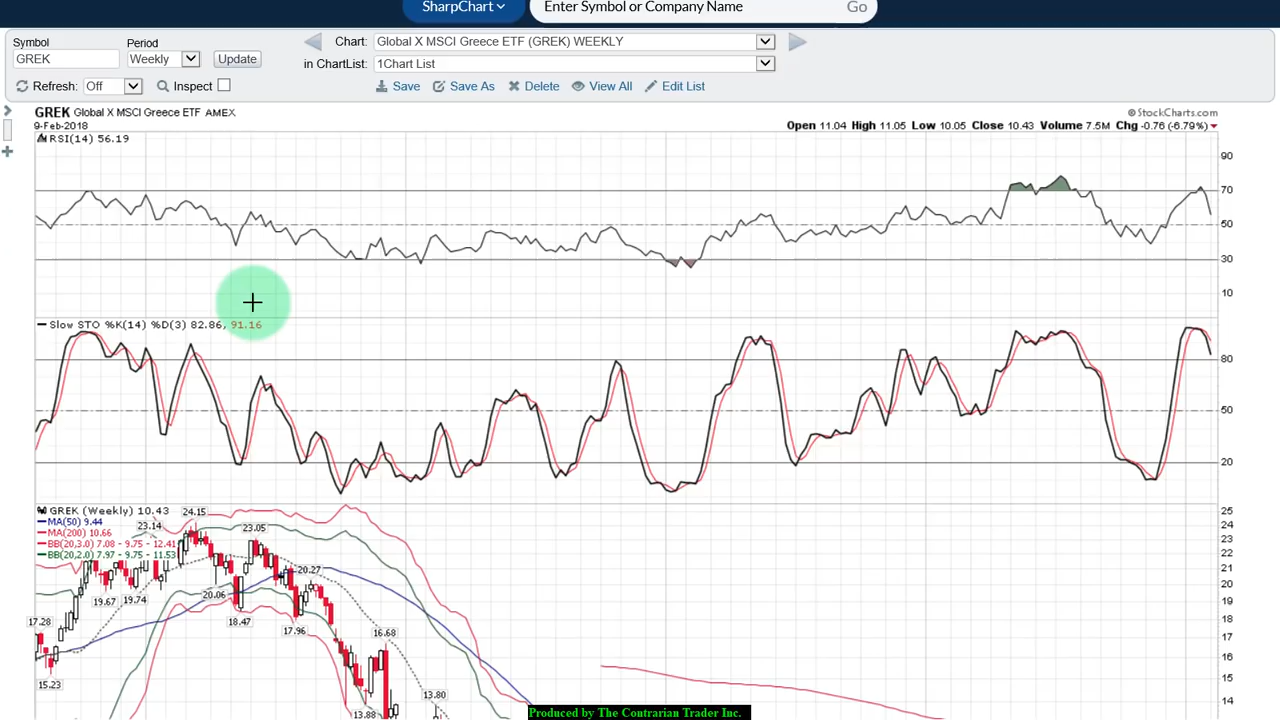 SharpChart
Enter Symbol or Company Name
Go
Symbol
GREK
Period
Weekly
Update
Chart:
Global X MSCI Greece ETF (GREK) WEEKLY
in ChartList:
1Chart List
Refresh:
Off
Inspect
Save
Save As
Delete
View All
Edit List
GREK Global X MSCI Greece ETF AMEX
©StockCharts.com
9-Feb-2018
Open 11.04 High 11.05 Low 10.05 Close 10.43 Volume 7.5M Chg -0.76 (-6.79%)
RSI(14) 56.19
90
70
50
30
10
Slow STO %K(14) %D(3) 82.86, 91.16
80
50
20
GREK (Weekly) 10.43
MA(50) 9.44
MA(200) 10.66
BB(20,3.0) 7.08 - 9.75 - 12.41
BB(20,2.0) 7.97 - 9.75 - 11.53
23.14
24.15
23.05
20.27
19.67
19.74
20.06
18.47
17.28
17.96
16.68
15.23
13.88
13.80
25
24
23
22
21
20
19
18
17
16
15
14
Produced by The Contrarian Trader Inc.